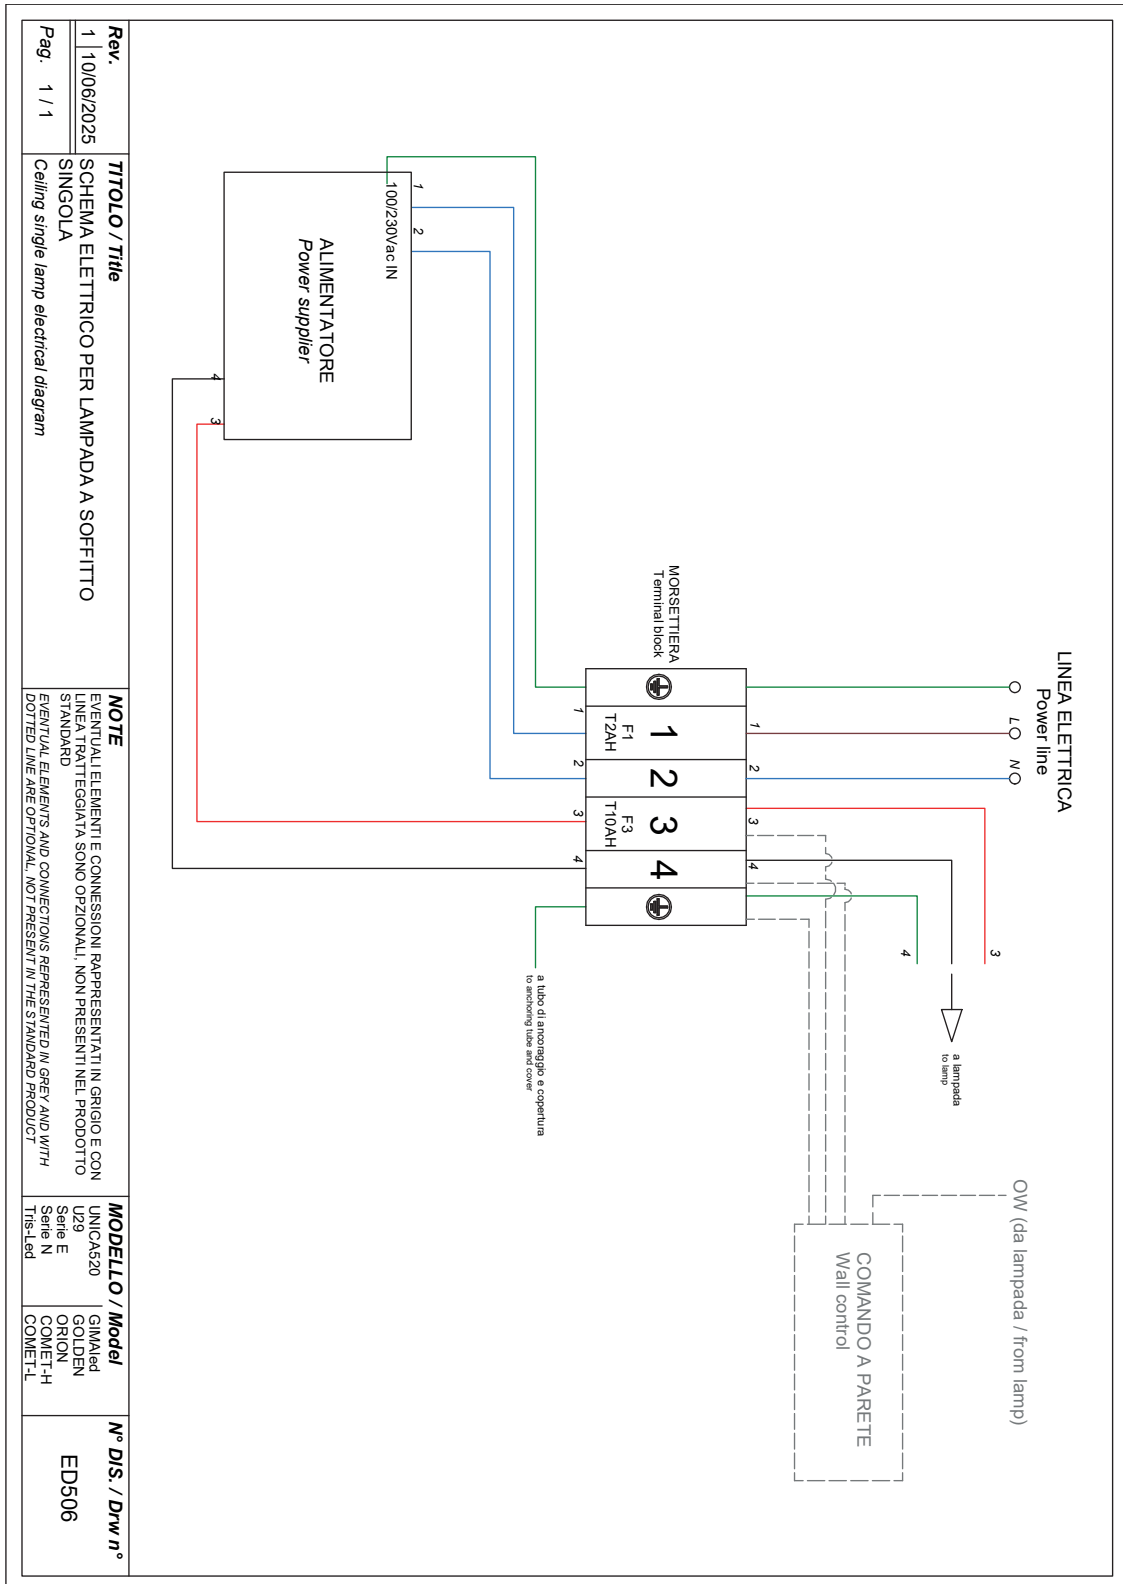 LINEA ELETTRICA
Power line
L
N
1
2
3
4
3
4
a lampada
to lamp
OW (da lampada / from lamp)
COMANDO A PARETE
Wall control
MORSETTIERA
Terminal block
1
F1
T2AH
2
3
F3
T10AH
4
1
2
3
4
a tubo di ancoraggio e copertura
to anchoring tube and cover
1
2
100/230Vac IN
ALIMENTATORE
Power supplier
4
3
Rev.
1
10/06/2025
Pag. 1 / 1
TITOLO / Title
SCHEMA ELETTRICO PER LAMPADA A SOFFITTO
SINGOLA
Ceiling single lamp electrical diagram
NOTE
EVENTUALI ELEMENTI E CONNESSIONI RAPPRESENTATI IN GRIGIO E CON
LINEA TRATTEGGIATA SONO OPZIONALI, NON PRESENTI NEL PRODOTTO
STANDARD
EVENTUAL ELEMENTS AND CONNECTIONS REPRESENTED IN GREY AND WITH
DOTTED LINE ARE OPTIONAL, NOT PRESENT IN THE STANDARD PRODUCT
MODELLO / Model
UNICA520
U29
Serie E
Serie N
Tris-Led
GIMAled
GOLDEN
ORION
COMET-H
COMET-L
N° DIS. / Drw n°
ED506